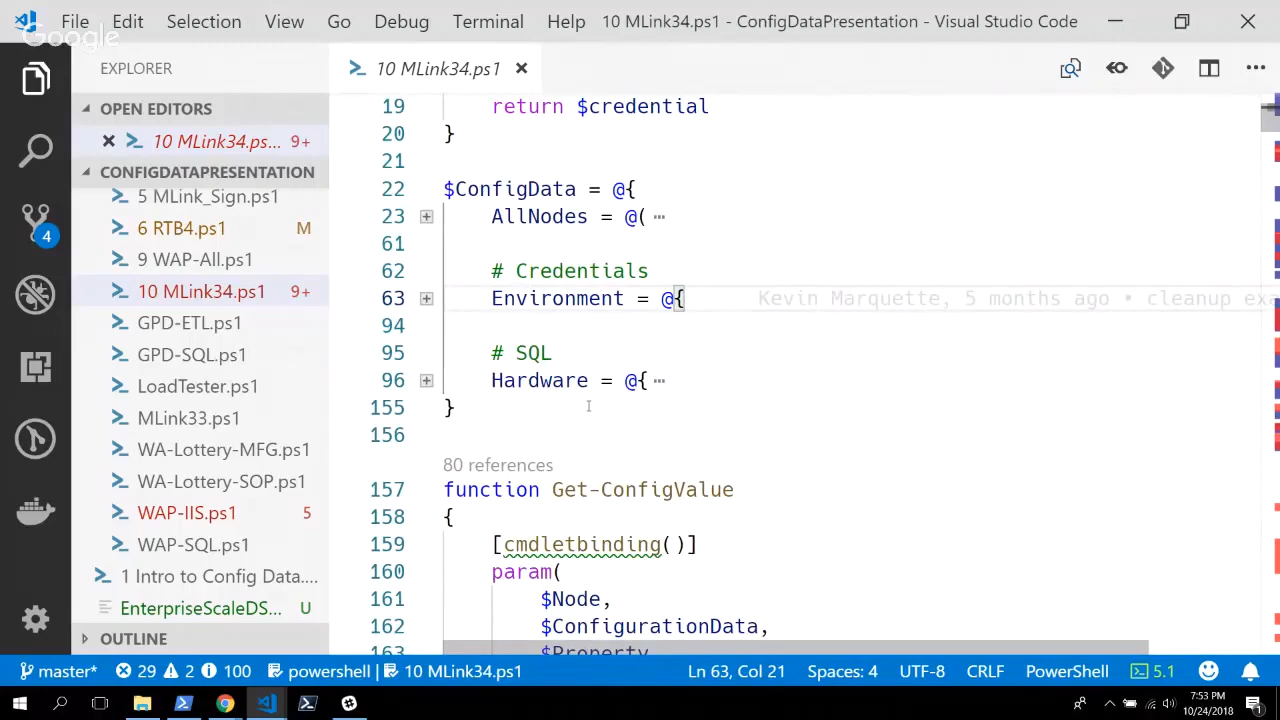 File Edit Selection View Go Debug Terminal Help 10 MLink34.ps1 - ConfigDataPresentation - Visual Studio Code
Google
EXPLORER
OPEN EDITORS
10 MLink34.ps... 9+
CONFIGDATAPRESENTATION
5 MLink_Sign.ps1
6 RTB4.ps1 M
9 WAP-All.ps1
10 MLink34.ps1 9+
GPD-ETL.ps1
GPD-SQL.ps1
LoadTester.ps1
MLink33.ps1
WA-Lottery-MFG.ps1
WA-Lottery-SOP.ps1
WAP-IIS.ps1 5
WAP-SQL.ps1
1 Intro to Config Data....
EnterpriseScaleDS... U
OUTLINE
4
10 MLink34.ps1
19 return $credential
20 }
21
22 $ConfigData = @{
23 AllNodes = @( ...
61
62 # Credentials
63 Environment = @{ Kevin Marquette, 5 months ago • cleanup exa
94
95 # SQL
96 Hardware = @{ ...
155 }
156
80 references
157 function Get-ConfigValue
158 {
159 [cmdletbinding()]
160 param(
161 $Node,
162 $ConfigurationData,
163 $Property
master* 29 2 100 powershell | 10 MLink34.ps1 Ln 63, Col 21 Spaces: 4 UTF-8 CRLF PowerShell 5.1
7:53 PM
10/24/2018
1